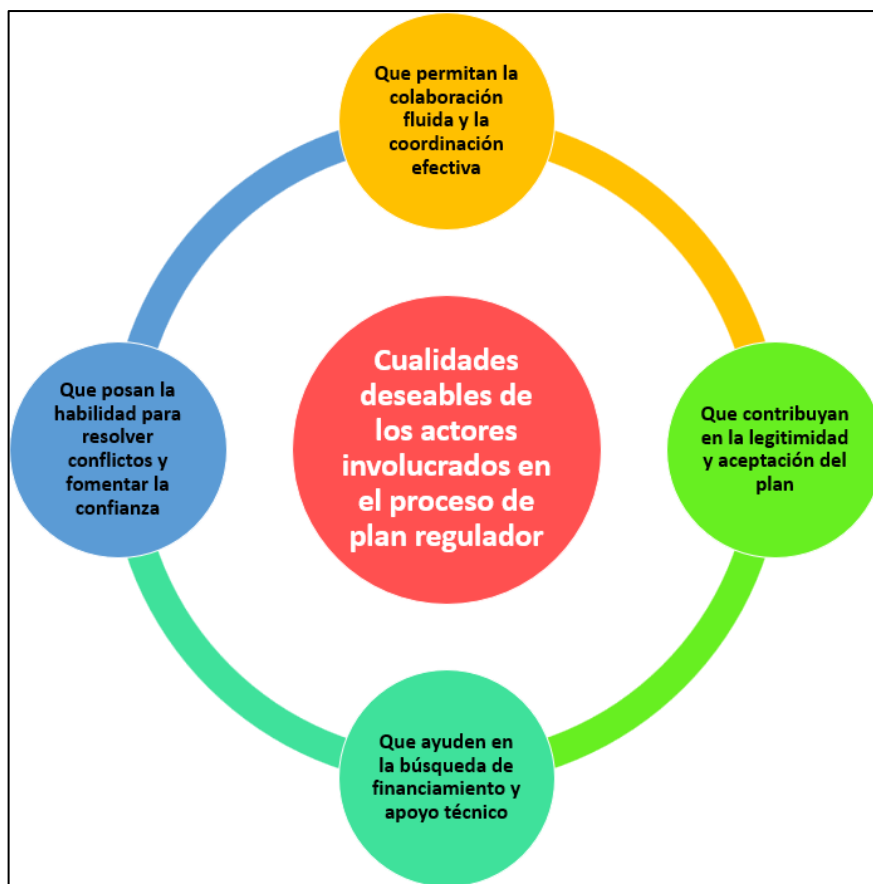 Que permitan la
colaboración
fluida y la
coordinación
efectiva
Que posan la
habilidad para
resolver
conflictos y
fomentar la
confianza
Cualidades
deseables de
los actores
involucrados en
el proceso de
plan regulador
Que contribuyan
en la legitimidad
y aceptación del
plan
Que ayuden en
la búsqueda de
financiamiento y
apoyo técnico